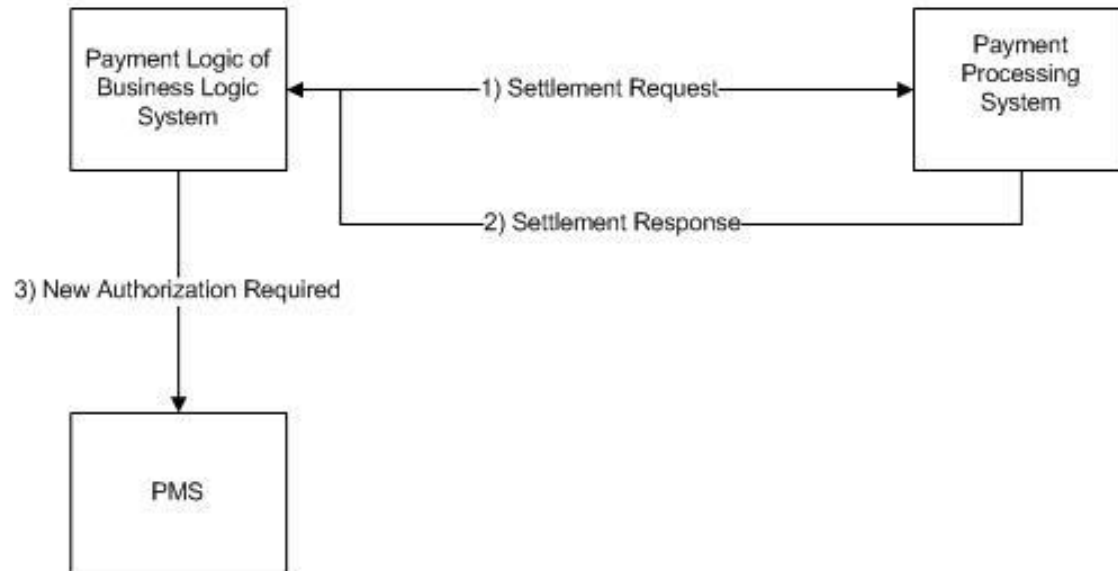 Payment Logic of
Business Logic
System
1) Settlement Request
Payment
Processing
System
2) Settlement Response
3) New Authorization Required
PMS